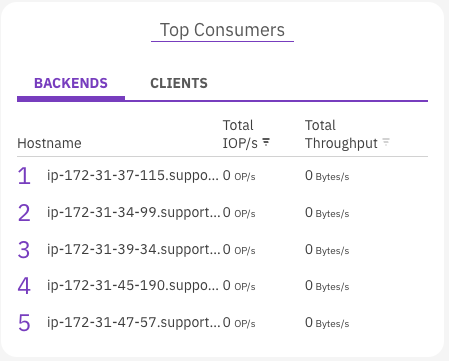 Top Consumers
BACKENDS CLIENTS
Hostname Total IOP/s Total Throughput
1 ip-172-31-37-115.suppo... 0 OP/s 0 Bytes/s
2 ip-172-31-34-99.support... 0 OP/s 0 Bytes/s
3 ip-172-31-39-34.support... 0 OP/s 0 Bytes/s
4 ip-172-31-45-190.suppo... 0 OP/s 0 Bytes/s
5 ip-172-31-47-57.support... 0 OP/s 0 Bytes/s